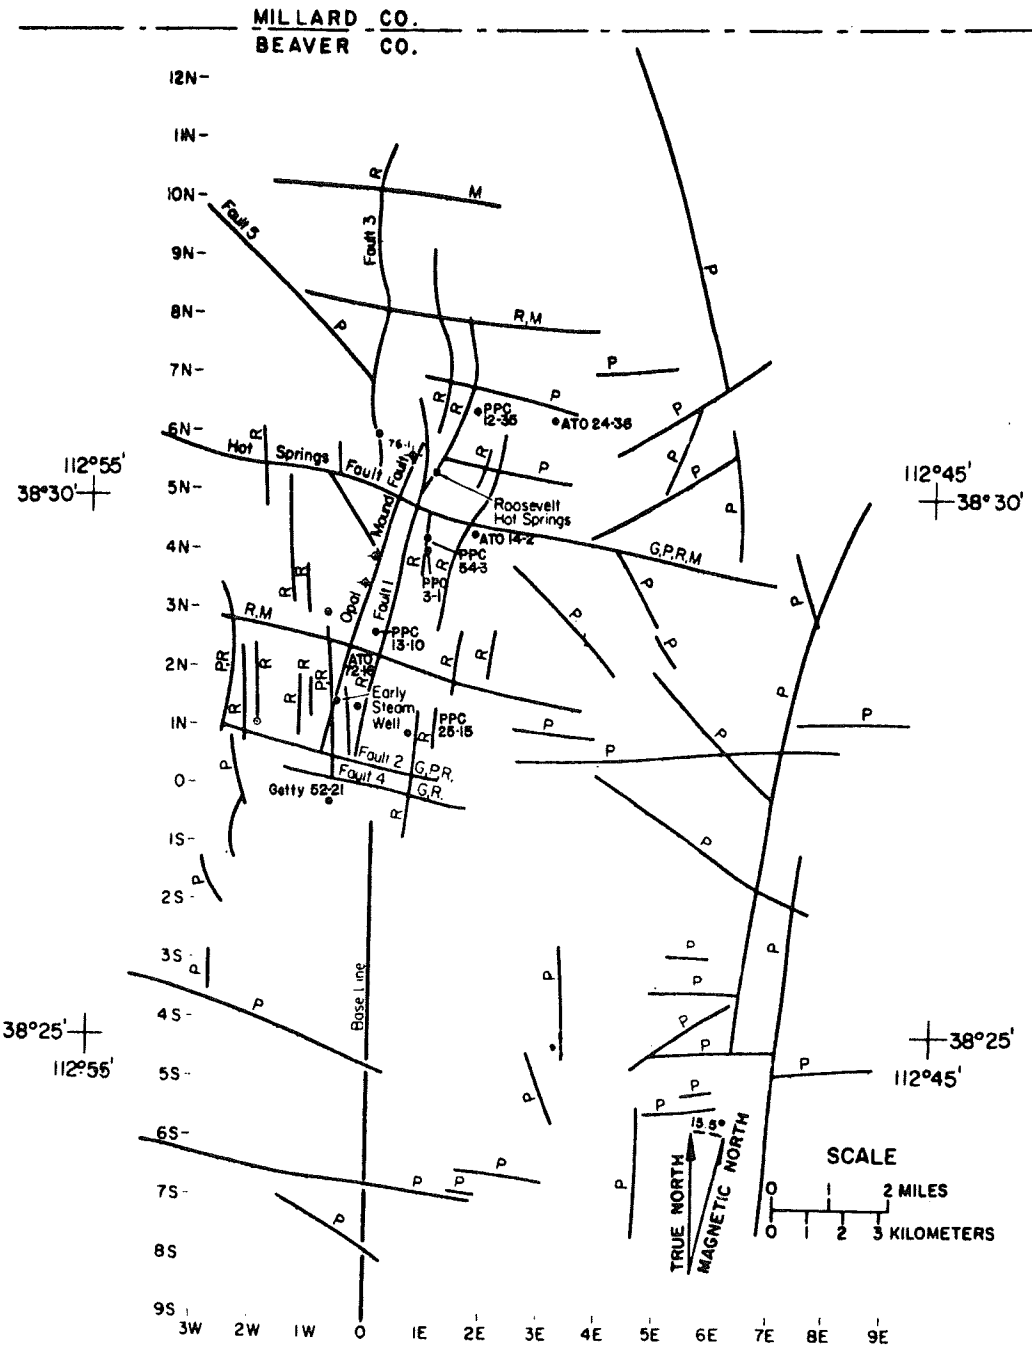 MILLARD CO.
BEAVER CO.
12N-
11N-
R
10N-
M
Fault 5
Fault 3
9N-
P
8N-
R,M
P
7N-
P
P
R
R
PPC
12-35
ATO 24-36
P
6N-
R
76-1
Hot Springs Fault
R
P
P
P
112°55'
38°30'
5N-
112°45'
38°30'
Roosevelt
Hot Springs
P
Opal Mound Fault
ATO 14-2
4N-
G,P,R,M
R
R
PPC
54-3
PPC
3-1
R
R
P
P
3N-
R,M
Fault 1
P
P
PPC
13-10
2N-
P,R
R
R
P,R
ATO
72-16
R
R
R
P
R
R
Early
Steam
Well
PPC
25-15
1N-
R
P
P
P
P
Fault 2
G,P,R,
Fault 4
G,R,
0-
Getty 52-21
R
1S-
P
P
2S-
3S-
P
P
P
P
Base Line
4S-
P
P
38°25'
112°55'
P
38°25'
112°45'
5S-
P
P
P
P
6S-
15.5°
P
P
P
7S-
P
P
8S
9S
TRUE NORTH
MAGNETIC NORTH
SCALE
0 1 2 MILES
0 1 2 3 KILOMETERS
3W 2W 1W 0 1E 2E 3E 4E 5E 6E 7E 8E 9E